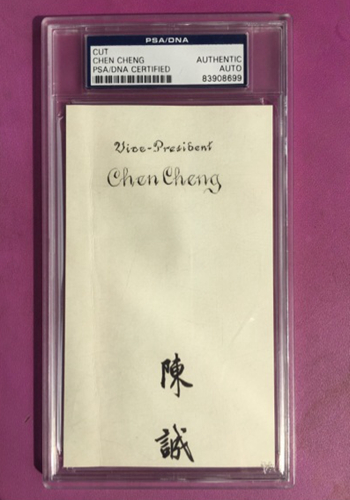 PSA/DNA
CUT
CHEN CHENG
PSA/DNA CERTIFIED
AUTHENTIC
AUTO
83908699
Vice-President
Chen Cheng
陳
誠